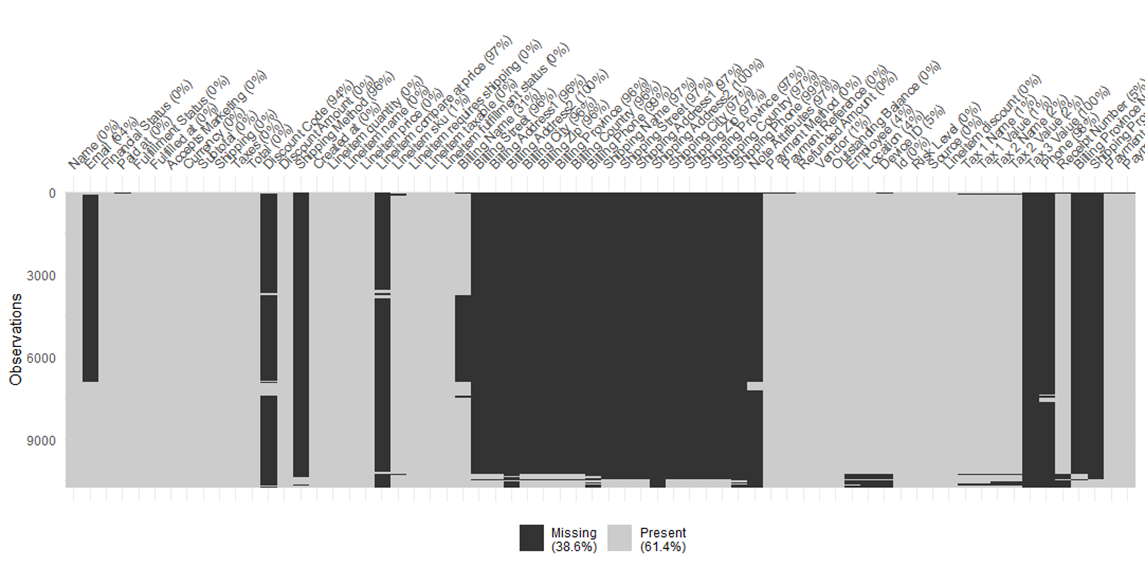 Name (0%)
Email (64%)
Financial Status (0%)
Paid at (0%)
Fulfillment Status (0%)
Fulfilled at (0%)
Accepts Marketing (0%)
Currency (0%)
Subtotal (0%)
Shipping (0%)
Taxes (0%)
Total (0%)
Discount Code (94%)
Discount Amount (0%)
Shipping Method (96%)
Created at (0%)
Lineitem quantity (0%)
Lineitem name (0%)
Lineitem price (0%)
Lineitem compare at price (97%)
Lineitem sku (1%)
Lineitem requires shipping (0%)
Lineitem taxable (0%)
Lineitem fulfillment status (0%)
Billing Name (31%)
Billing Street (96%)
Billing Address1 (96%)
Billing Address2 (100%)
Billing City (96%)
Billing Zip (96%)
Billing Province (96%)
Billing Country (96%)
Billing Phone (99%)
Shipping Name (97%)
Shipping Street (97%)
Shipping Address1 (97%)
Shipping Address2 (100%)
Shipping City (97%)
Shipping Zip (97%)
Shipping Province (97%)
Shipping Country (97%)
Shipping Phone (99%)
Note Attributes (97%)
Payment Method (0%)
Payment Reference (0%)
Refunded Amount (0%)
Vendor (1%)
Outstanding Balance (0%)
Employee (4%)
Location (4%)
Device ID (5%)
Id (0%)
Risk Level (0%)
Source (0%)
Lineitem discount (0%)
Tax 1 Name
Tax 1 Value
Tax 2 Name
Tax 2 Value
Tax 3 Value (100%)
Phone (98%)
Receipt Number
Billing Province
Shipping Province
0
3000
6000
9000
Observations
Missing
(38.6%)
Present
(61.4%)